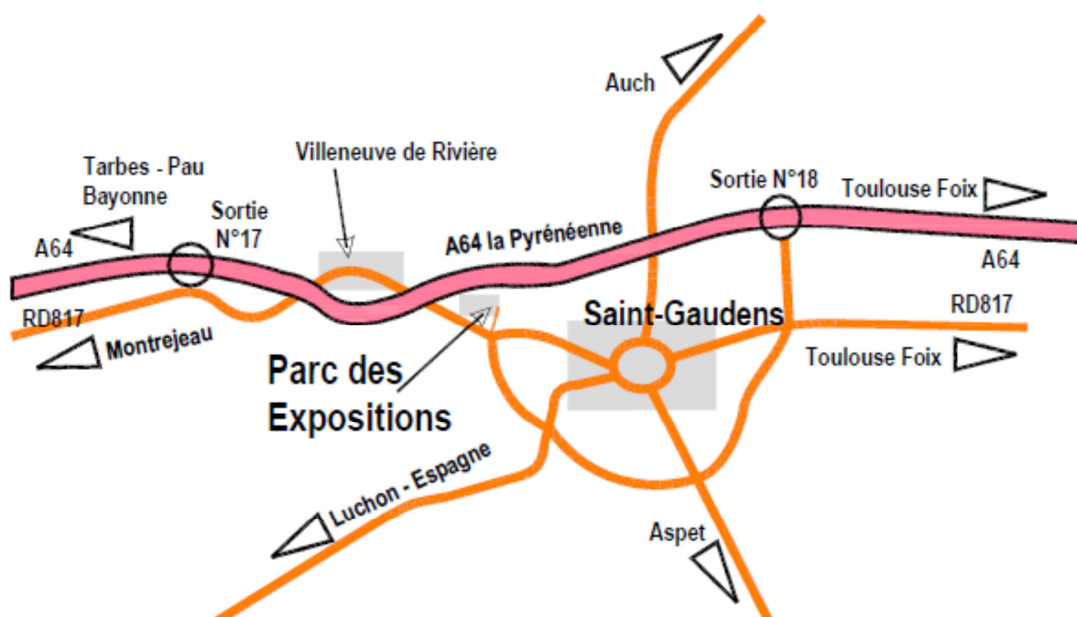 Auch
Villeneuve de Rivière
Tarbes - Pau
Bayonne
Sortie
N°17
Sortie N°18
Toulouse Foix
A64 la Pyrénéenne
A64
A64
RD817
RD817
Montrejeau
Saint-Gaudens
Toulouse Foix
Parc des
Expositions
Luchon - Espagne
Aspet